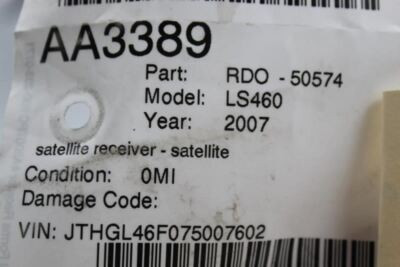 AA3389
Part: RDO - 50574
Model: LS460
Year: 2007
satellite receiver - satellite
Condition: 0MI
Damage Code:
VIN: JTHGL46F075007602